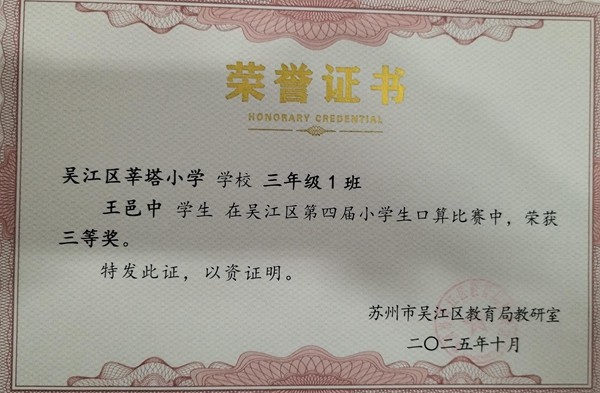 荣誉证书
HONORARY CREDENTIAL
吴江区莘塔小学 学校 三年级1班
王邑中 学生 在吴江区第四届小学生口算比赛中，荣获
三等奖。
特发此证，以资证明。
苏州市吴江区教育局教研室
二〇二五年十月